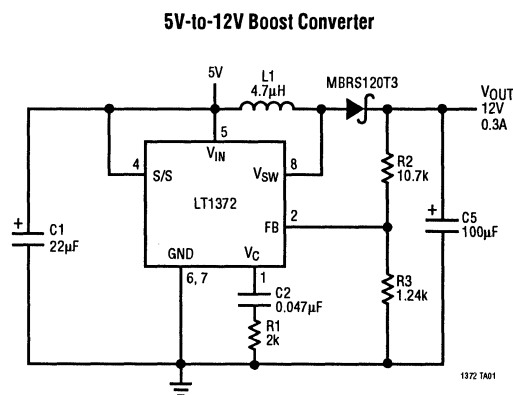 5V-to-12V Boost Converter
5V
L1
4.7µH
MBRS120T3
VOUT
12V
0.3A
5
VIN
4
S/S
VSW
8
LT1372
R2
10.7k
FB
2
+
C1
22µF
+
C5
100µF
GND
VC
6, 7
1
C2
0.047µF
R3
1.24k
R1
2k
1372 TA01